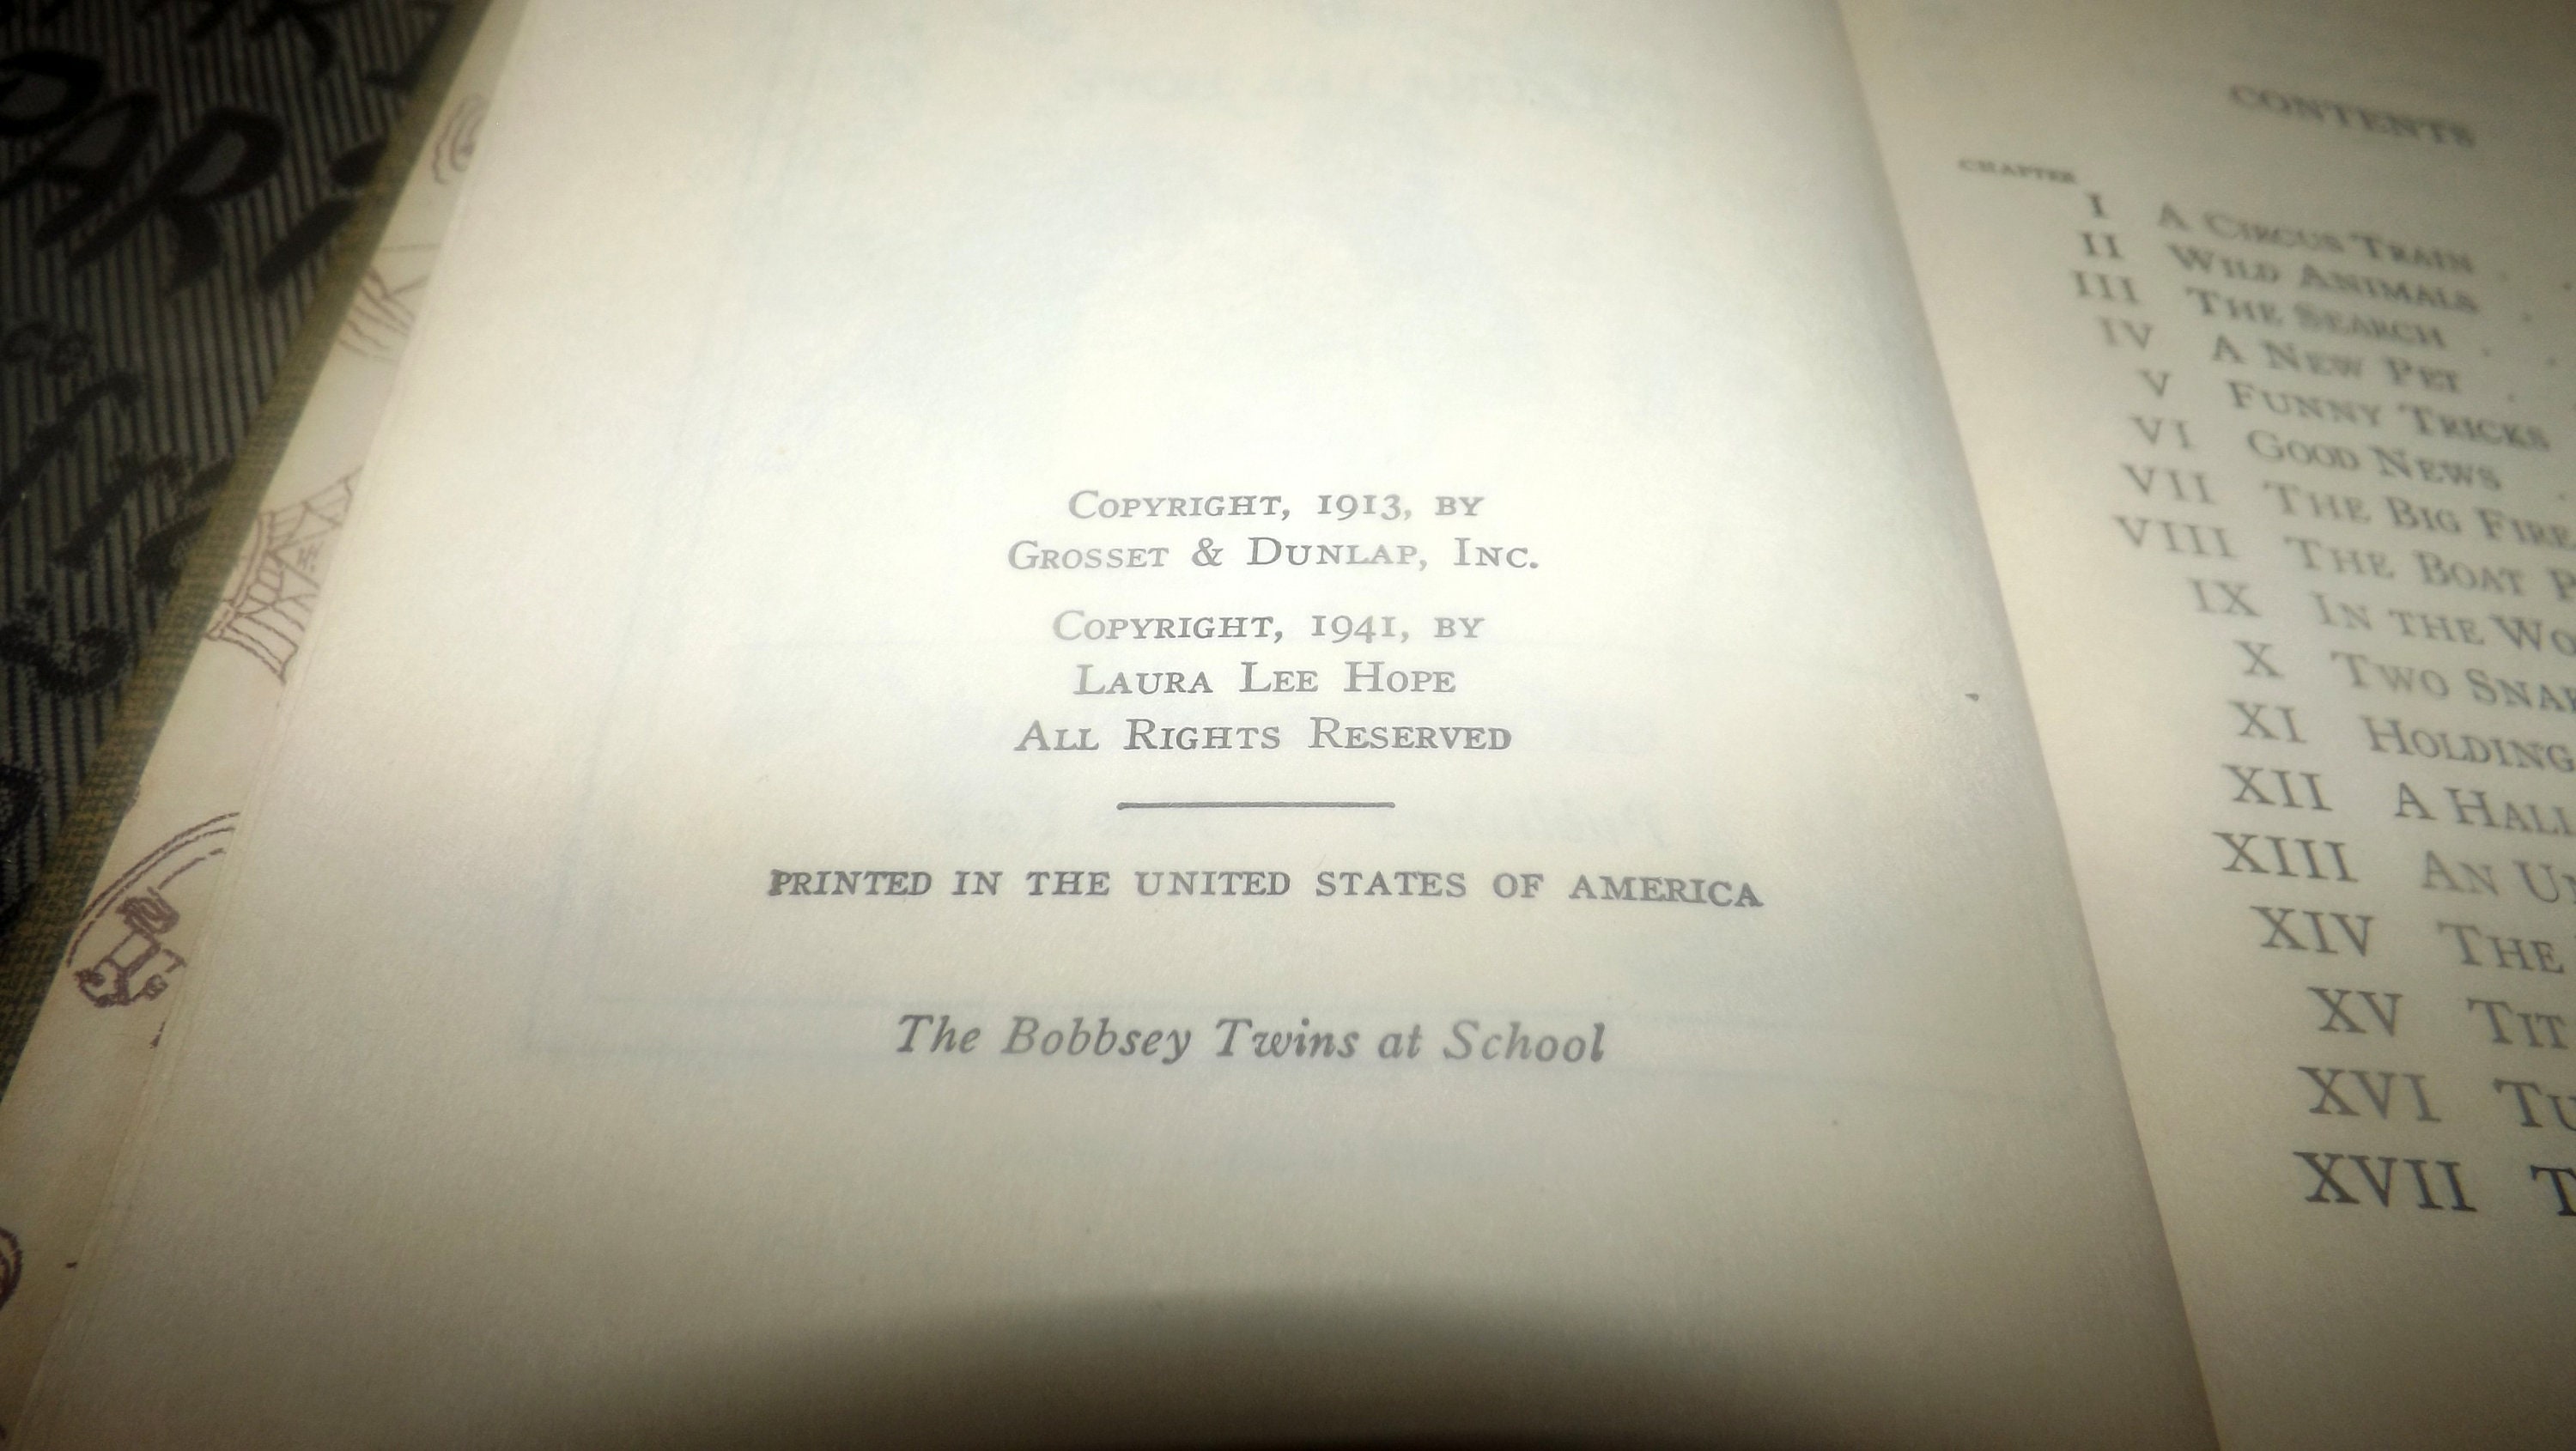 Copyright, 1913, by
Grosset & Dunlap, Inc.
Copyright, 1941, by
Laura Lee Hope
All Rights Reserved
PRINTED IN THE UNITED STATES OF AMERICA
The Bobbsey Twins at School
CONTENTS
CHAPTER
I A Circus Train
II Wild Animals
III The Search
IV A New Pet
V Funny Tricks
VI Good News
VII The Big Fire
VIII The Boat
IX In the
X Two
XI Holding
XII A
XIII An
XIV The
XV Tit
XVI
XVII